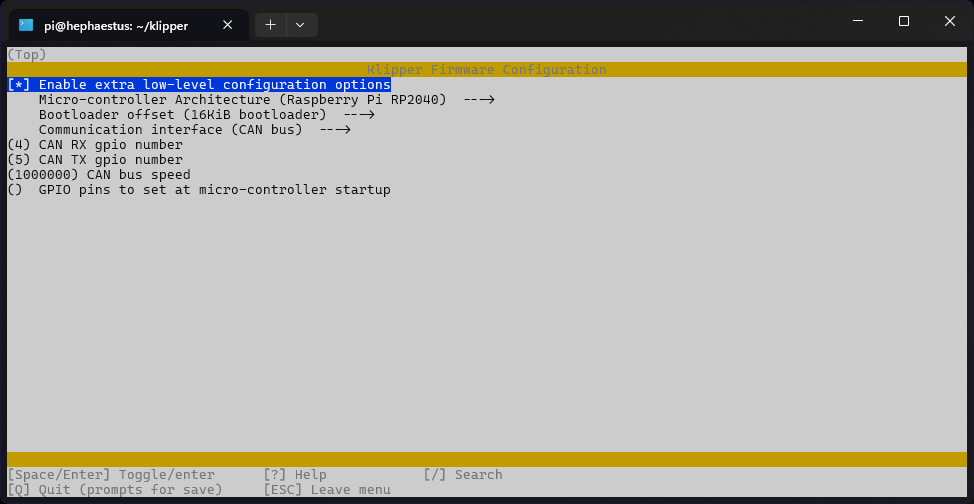 pi@hephaestus: ~/klipper
(Top)
Klipper Firmware Configuration
[*] Enable extra low-level configuration options
Micro-controller Architecture (Raspberry Pi RP2040)  --->
Bootloader offset (16KiB bootloader)  --->
Communication interface (CAN bus)  --->
(4) CAN RX gpio number
(5) CAN TX gpio number
(1000000) CAN bus speed
()  GPIO pins to set at micro-controller startup
[Space/Enter] Toggle/enter [?] Help [/] Search
[Q] Quit (prompts for save) [ESC] Leave menu